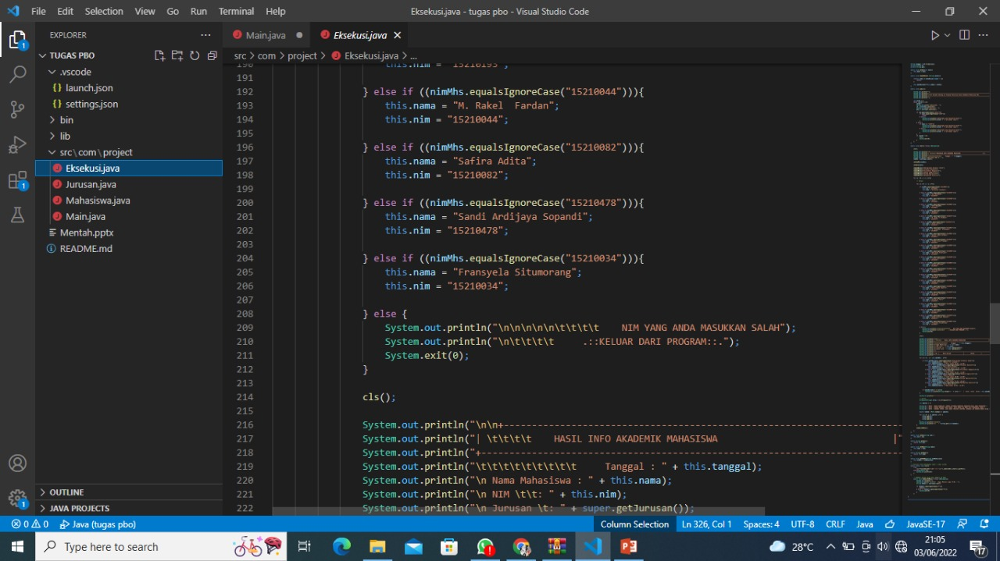 File Edit Selection View Go Run Terminal Help Eksekusi.java - tugas pbo - Visual Studio Code
EXPLORER
TUGAS PBO
.vscode
launch.json
settings.json
bin
lib
src\com\project
Eksekusi.java
Jurusan.java
Mahasiswa.java
Main.java
Mentah.pptx
README.md
OUTLINE
JAVA PROJECTS
Main.java Eksekusi.java
src > com > project > Eksekusi.java > ...
190 this.nim = "15210193";
191
192 } else if ((nimMhs.equalsIgnoreCase("15210044"))){
193 this.nama = "M. Rakel  Fardan";
194 this.nim = "15210044";
195
196 } else if ((nimMhs.equalsIgnoreCase("15210082"))){
197 this.nama = "Safira Adita";
198 this.nim = "15210082";
199
200 } else if ((nimMhs.equalsIgnoreCase("15210478"))){
201 this.nama = "Sandi Ardijaya Sopandi";
202 this.nim = "15210478";
203
204 } else if ((nimMhs.equalsIgnoreCase("15210034"))){
205 this.nama = "Fransyela Situmorang";
206 this.nim = "15210034";
207
208 } else {
209 System.out.println("\n\n\n\n\n\t\t\t\t    NIM YANG ANDA MASUKKAN SALAH");
210 System.out.println("\n\t\t\t\t     .::KELUAR DARI PROGRAM::.");
211 System.exit(0);
212 }
213
214 cls();
215
216 System.out.println("\n\n+---------------------------------------------------------------------------
217 System.out.println("| \t\t\t\t    HASIL INFO AKADEMIK MAHASISWA                                |"
218 System.out.println("+-------------------------------------------------------------------------------
219 System.out.println("\t\t\t\t\t\t\t\t\t     Tanggal : " + this.tanggal);
220 System.out.println("\n Nama Mahasiswa : " + this.nama);
221 System.out.println("\n NIM \t\t: " + this.nim);
222 System.out.println("\n Jurusan \t: " + super.getJurusan());
0 0 Java (tugas pbo) Column Selection Ln 326, Col 1 Spaces: 4 UTF-8 CRLF Java JavaSE-17
Type here to search 28°C 21:05
03/06/2022
17